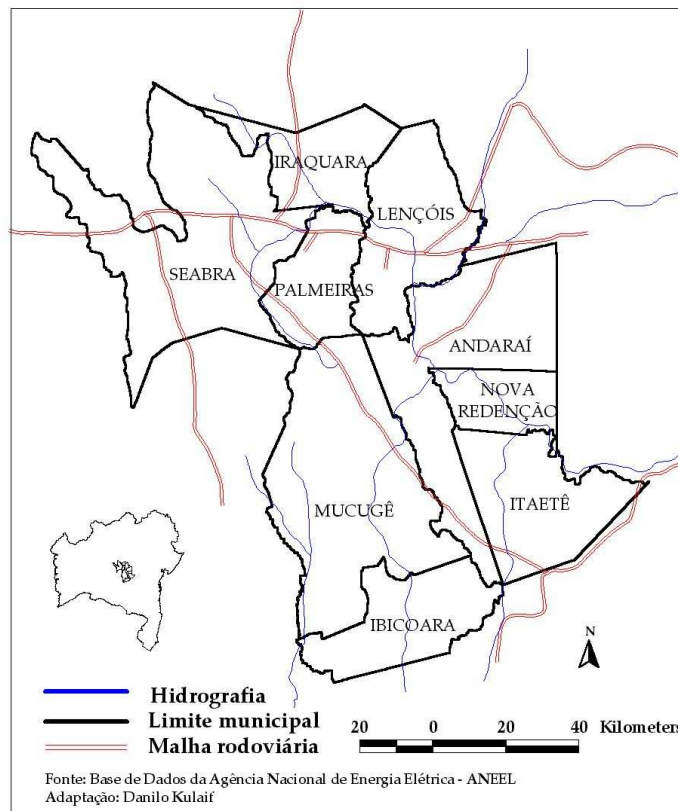 IRAQUARA
LENÇÓIS
SEABRA
PALMEIRAS
ANDARAÍ
NOVA
REDENÇÃO
MUCUGÊ
ITAETÊ
IBICOARA
N
Hidrografia
Limite municipal
Malha rodoviária
20 0 20 40 Kilometers
Fonte: Base de Dados da Agência Nacional de Energia Elétrica - ANEEL
Adaptação: Danilo Kulaif